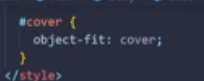 #cover {
object-fit: cover;
}
</style>